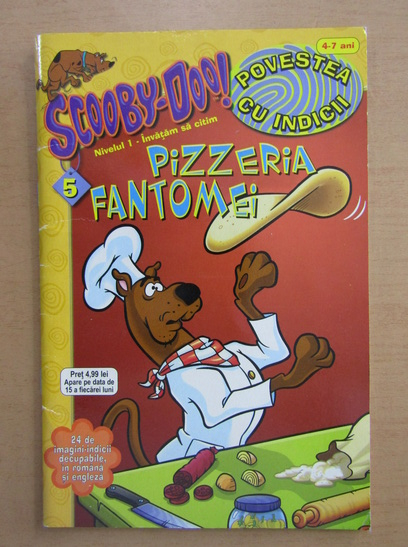 4-7 ani
SCOOBY-DOO!
POVESTEA
CU INDICII
Nivelul 1 - Învăţăm să citim
5
PiZZERiA
FANTOMEi
Preţ 4,99 lei
Apare pe data de
15 a fiecărei luni
24 de
imagini-indicii
decupabile,
în română
şi engleză